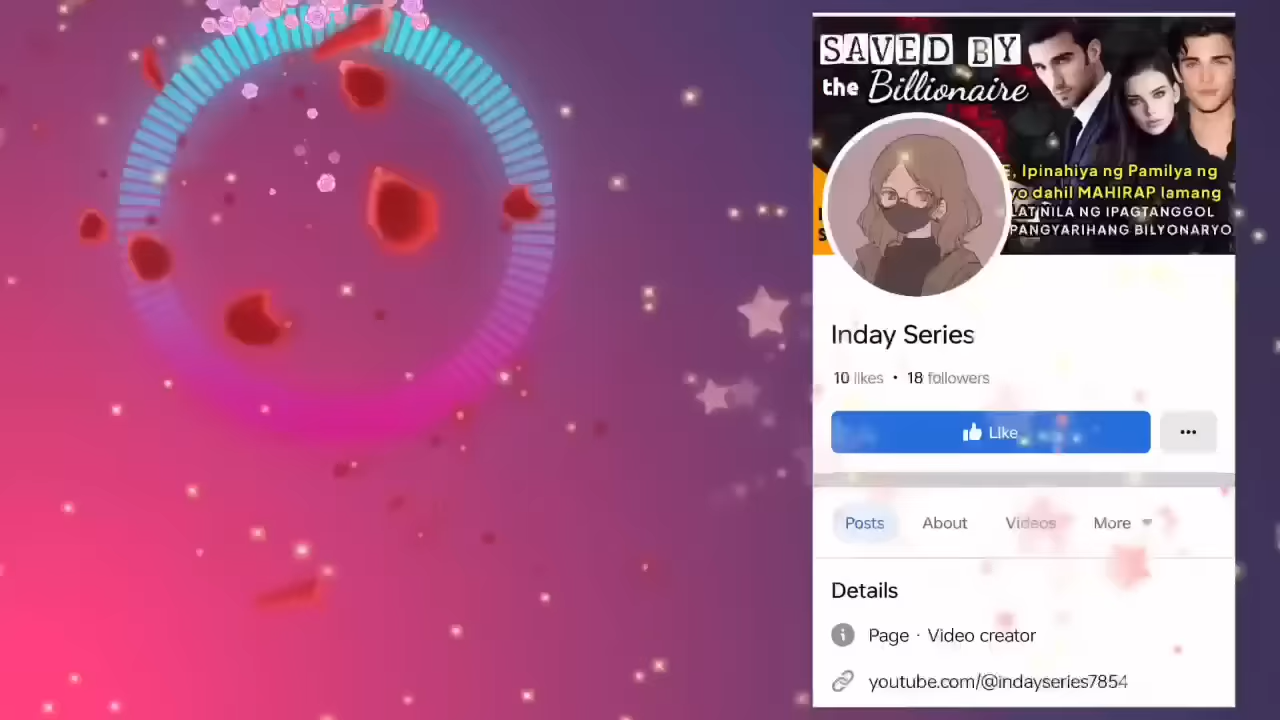 SAVED BY
the Billionaire
E, Ipinahiya ng Pamilya ng
yo dahil MAHIRAP lamang
LAT NILA NG IPAGTANGGOL
PANGYARIHANG BILYONARYO
Inday Series
10 likes · 18 followers
Like
Posts About Videos More
Details
Page · Video creator
youtube.com/@indayseries7854